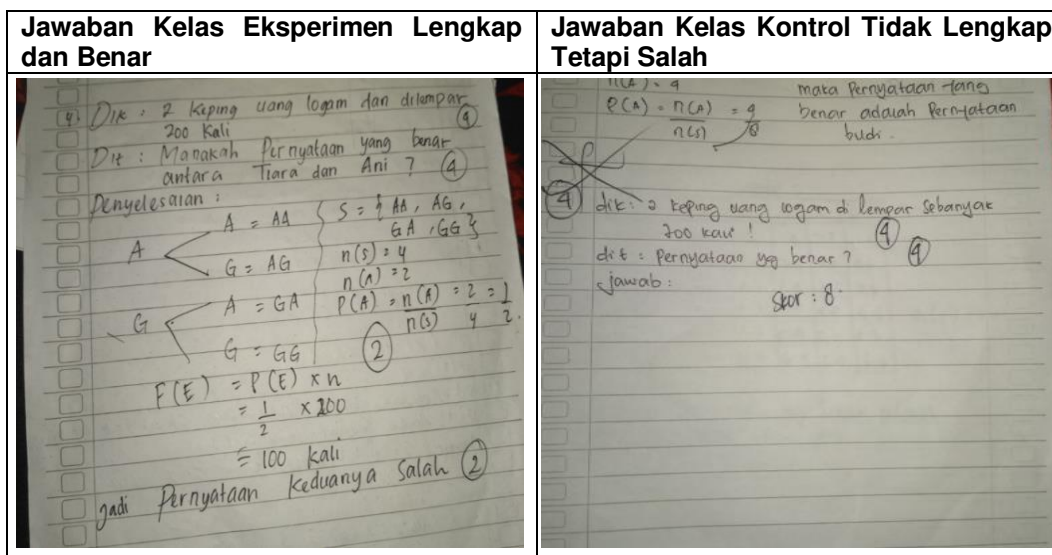 Jawaban Kelas Eksperimen Lengkap
dan Benar
4) Dik : 2 Keping uang logam dan dilempar
200 Kali
4
Dit : Manakah Pernyataan yang benar
antara Tiara dan Ani ? 4
Penyelesaian :
A
A = AA
G = AG
G
A = GA
G = GG
S = { AA, AG,
GA, GG }
n(s) = 4
n(A) = 2
P(A) = n(A) = 2 = 1
n(s) 4 2.
2
F(E) = P(E) x n
= 1 x 200
2
= 100 kali
Jadi Pernyataan Keduanya Salah 2
Jawaban Kelas Kontrol Tidak Lengkap
Tetapi Salah
maka Pernyataan yang
P(A) = n(A) = 4 benar adalah Pernyataan
n(s) 8 budi.
4 dik : 2 keping uang logam di lempar sebanyak
200 kali ! 4
dit : Pernyataan yg benar ? 4
jawab :
Skor : 8.